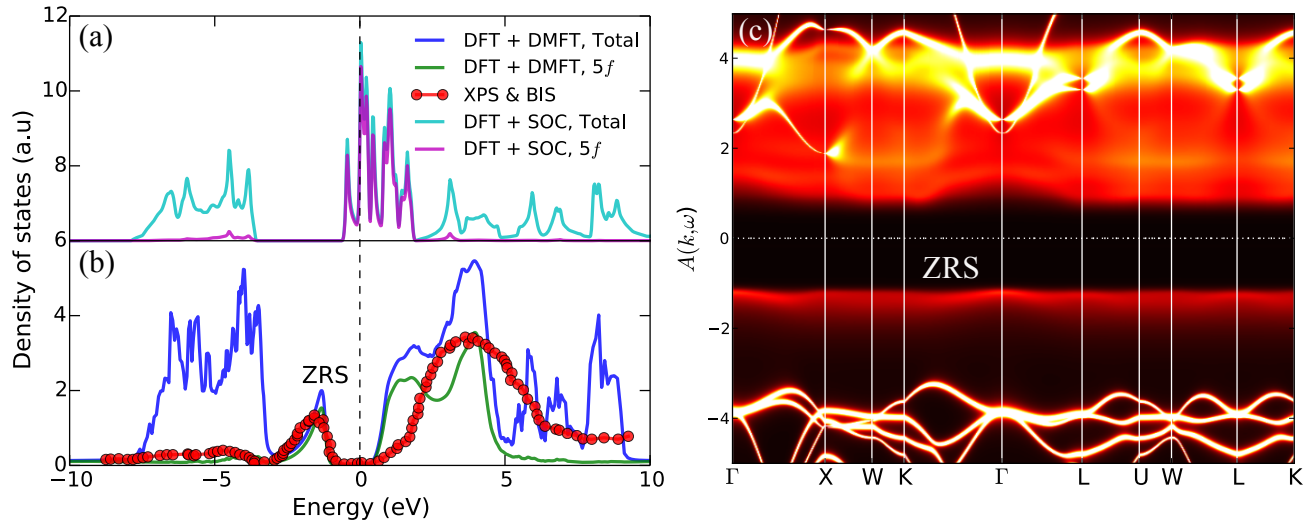 (a)
12
10
8
6
Density of states (a.u)
DFT + DMFT, Total
DFT + DMFT, 5f
XPS & BIS
DFT + SOC, Total
DFT + SOC, 5f
(b)
4
2
0
ZRS
−10 −5 0 5 10
Energy (eV)
(c)
4
2
0
−2
−4
A(k,ω)
ZRS
Γ X W K Γ L U W L K